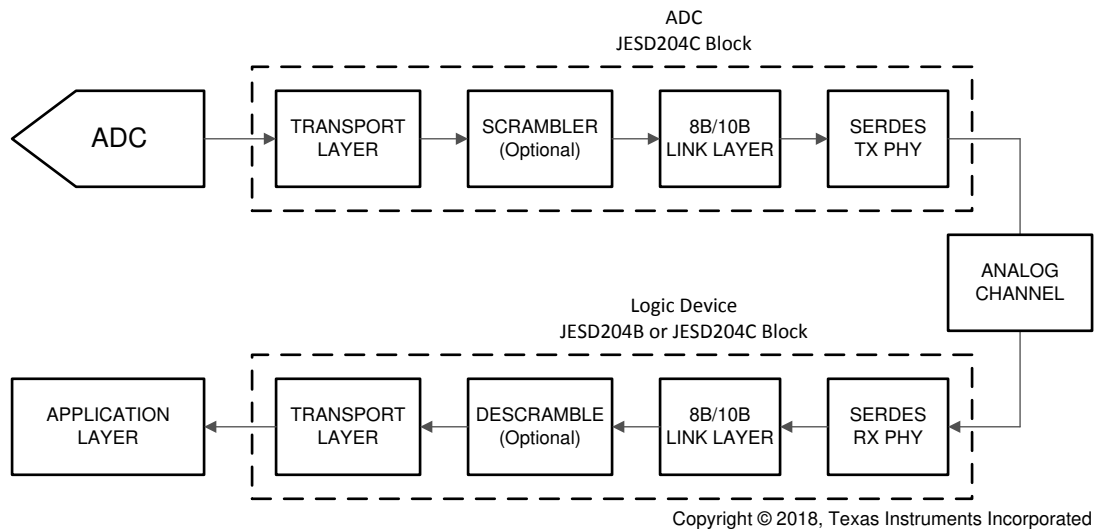 ADC
JESD204C Block
ADC
TRANSPORT
LAYER
SCRAMBLER
(Optional)
8B/10B
LINK LAYER
SERDES
TX PHY
ANALOG
CHANNEL
Logic Device
JESD204B or JESD204C Block
APPLICATION
LAYER
TRANSPORT
LAYER
DESCRAMBLE
(Optional)
8B/10B
LINK LAYER
SERDES
RX PHY
Copyright © 2018, Texas Instruments Incorporated